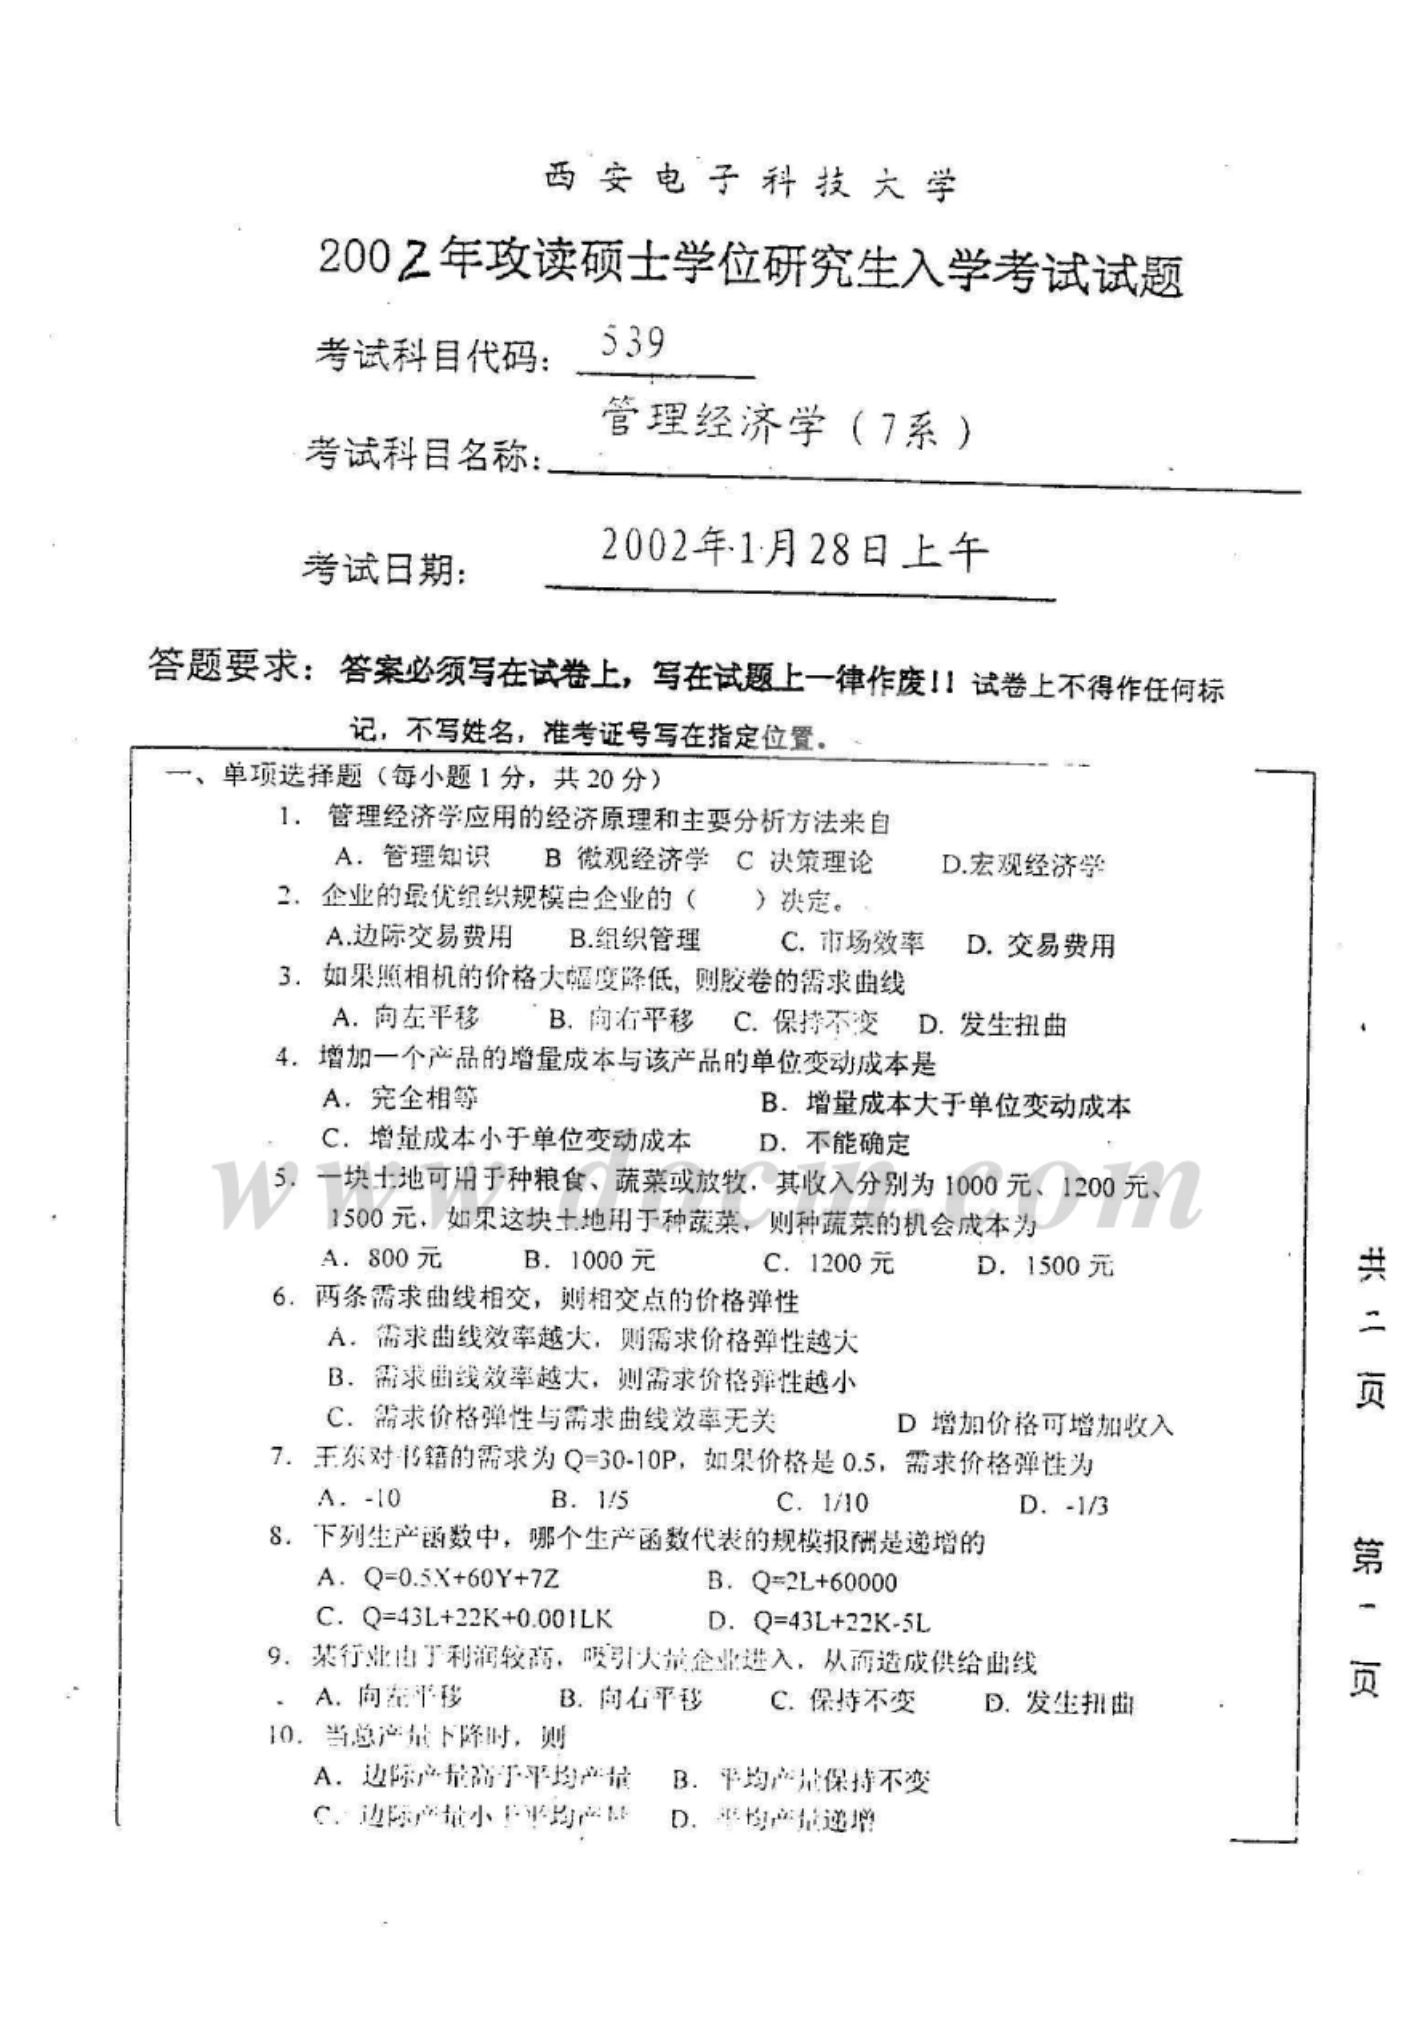 西安电子科技大学
2002年攻读硕士学位研究生入学考试试题
考试科目代码： 539
考试科目名称： 管理经济学（7系）
考试日期： 2002年1月28日上午
答题要求：答案必须写在试卷上，写在试题上一律作废!! 试卷上不得作任何标
记，不写姓名，准考证号写在指定位置。
一、单项选择题（每小题1分，共20分）
1． 管理经济学应用的经济原理和主要分析方法来自
A．管理知识 B 微观经济学 C 决策理论 D.宏观经济学
2．企业的最优组织规模由企业的（ ）决定。
A.边际交易费用 B.组织管理 C. 市场效率 D. 交易费用
3．如果照相机的价格大幅度降低, 则胶卷的需求曲线
A. 向左平移 B. 向右平移 C. 保持不变 D. 发生扭曲
4．增加一个产品的增量成本与该产品的单位变动成本是
A．完全相等 B．增量成本大于单位变动成本
C．增量成本小于单位变动成本 D．不能确定
5．一块土地可用于种粮食、蔬菜或放牧．其收入分别为1000元、1200元、
1500元．如果这块土地用于种蔬菜，则种蔬菜的机会成本为
A．800元 B．1000元 C．1200元 D．1500元
6．两条需求曲线相交，则相交点的价格弹性
A．需求曲线效率越大，则需求价格弹性越大
B．需求曲线效率越大，则需求价格弹性越小
C．需求价格弹性与需求曲线效率无关 D 增加价格可增加收入
7．王东对书籍的需求为Q=30-10P，如果价格是0.5，需求价格弹性为
A．-10 B．1/5 C．1/10 D．-1/3
8．下列生产函数中，哪个生产函数代表的规模报酬是递增的
A．Q=0.5X+60Y+7Z B．Q=2L+60000
C．Q=43L+22K+0.001LK D．Q=43L+22K-5L
9．某行业由于利润较高，吸引大量企业进入．从而造成供给曲线
A. 向左平移 B. 向右平移 C. 保持不变 D. 发生扭曲
10．当总产量下降时，则
A．边际产量高于平均产量 B．平均产量保持不变
C．边际产量小于平均产量 D．平均产量递增
共二页
第一页
www.docin.com